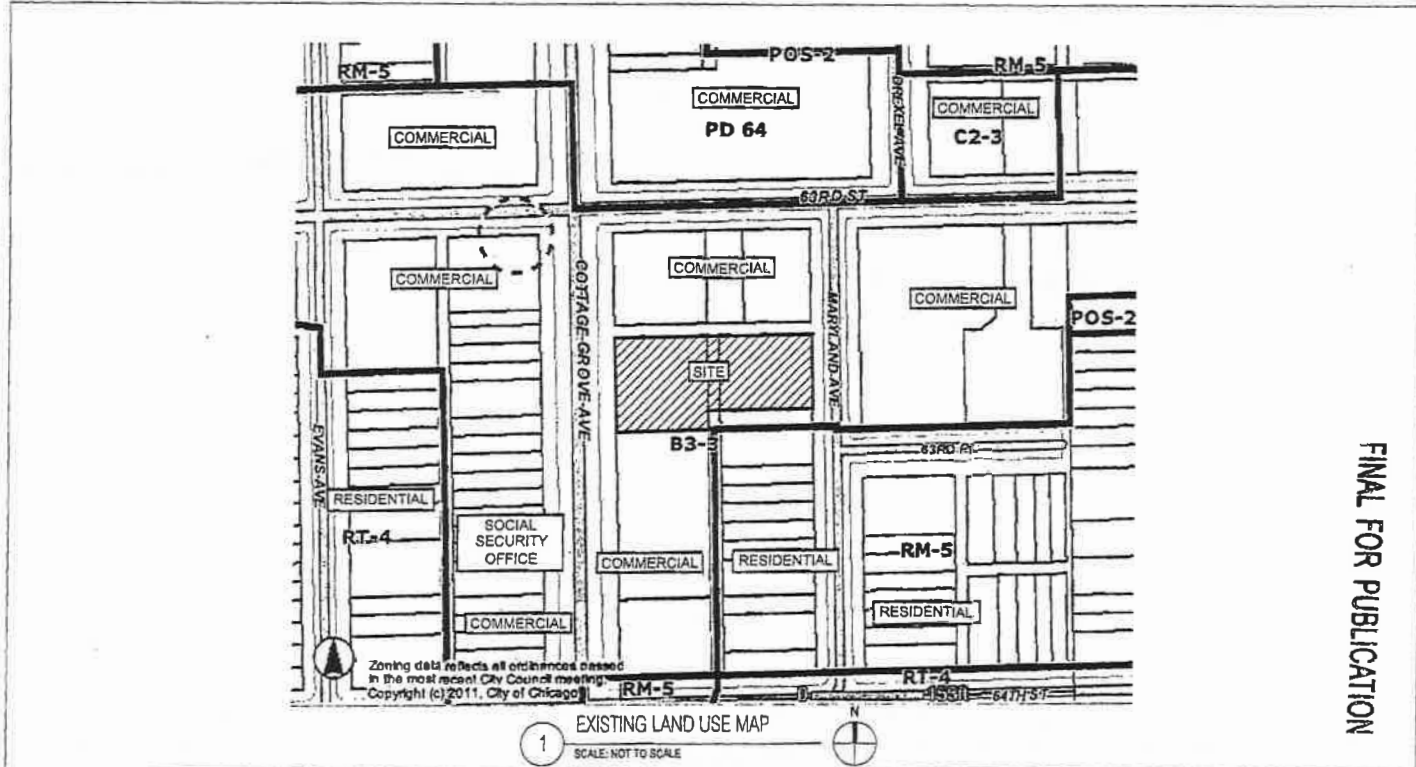 RM-5
POS-2
RM-5
COMMERCIAL
COMMERCIAL
PD 64
DREXEL AVE
COMMERCIAL
C2-3
63RD ST
COMMERCIAL
COTTAGE-GROVE-AVE
COMMERCIAL
MARYLAND AVE
COMMERCIAL
POS-2
SITE
EVANS-AVE
B3-3
63RD PL
RESIDENTIAL
RT-4
SOCIAL
SECURITY
OFFICE
COMMERCIAL
RESIDENTIAL
RM-5
RESIDENTIAL
COMMERCIAL
Zoning data reflects all ordinances passed
in the most recent City Council meeting.
Copyright (c) 2011, City of Chicago
RM-5
RT-4
64TH ST
1
EXISTING LAND USE MAP
SCALE: NOT TO SCALE
N
FINAL FOR PUBLICATION